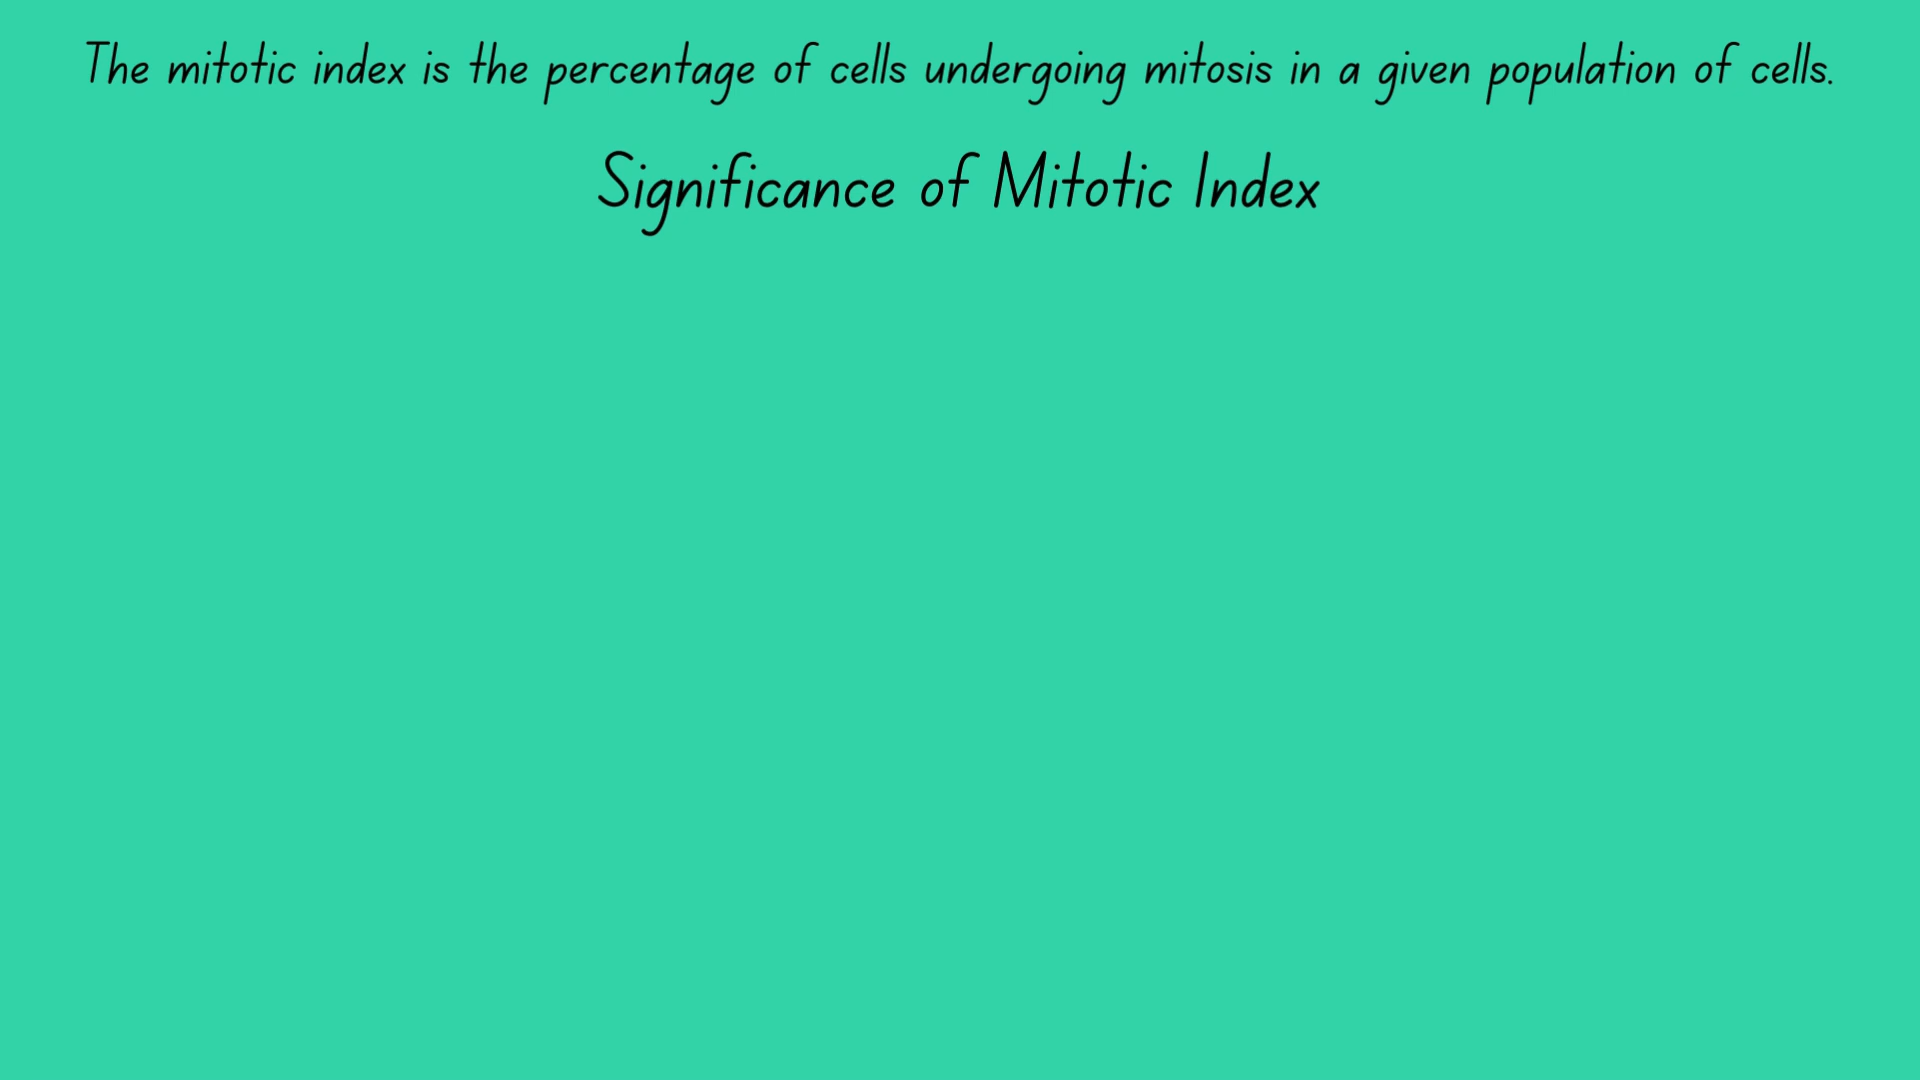 The mitotic index is the percentage of cells undergoing mitosis in a given population of cells.
Significance of Mitotic Index